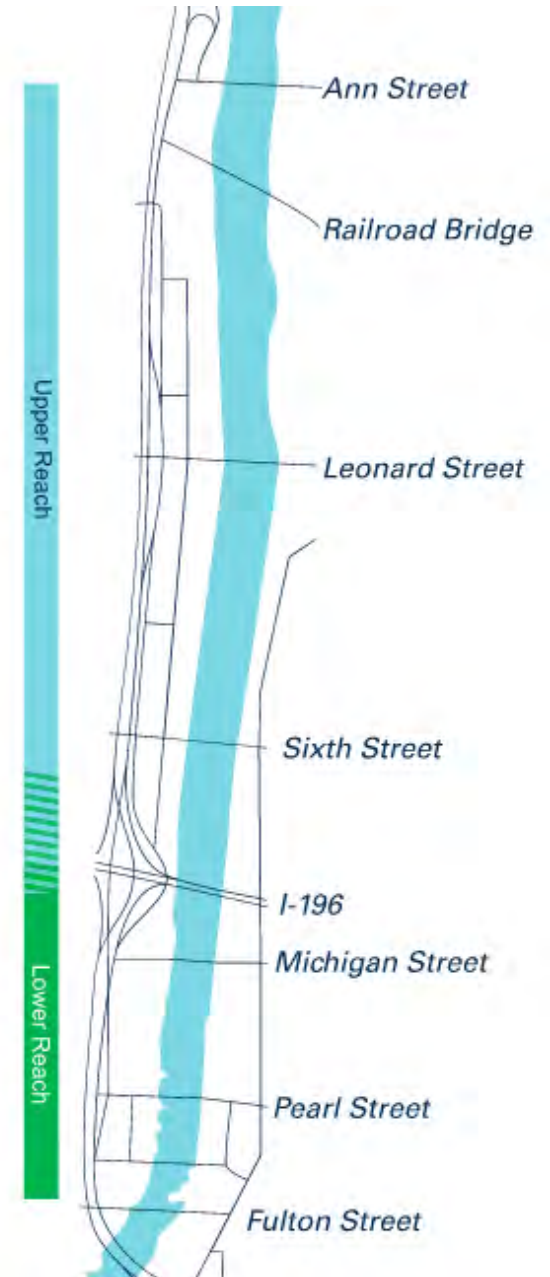 Ann Street
Railroad Bridge
Upper Reach
Leonard Street
Sixth Street
I-196
Michigan Street
Lower Reach
Pearl Street
Fulton Street